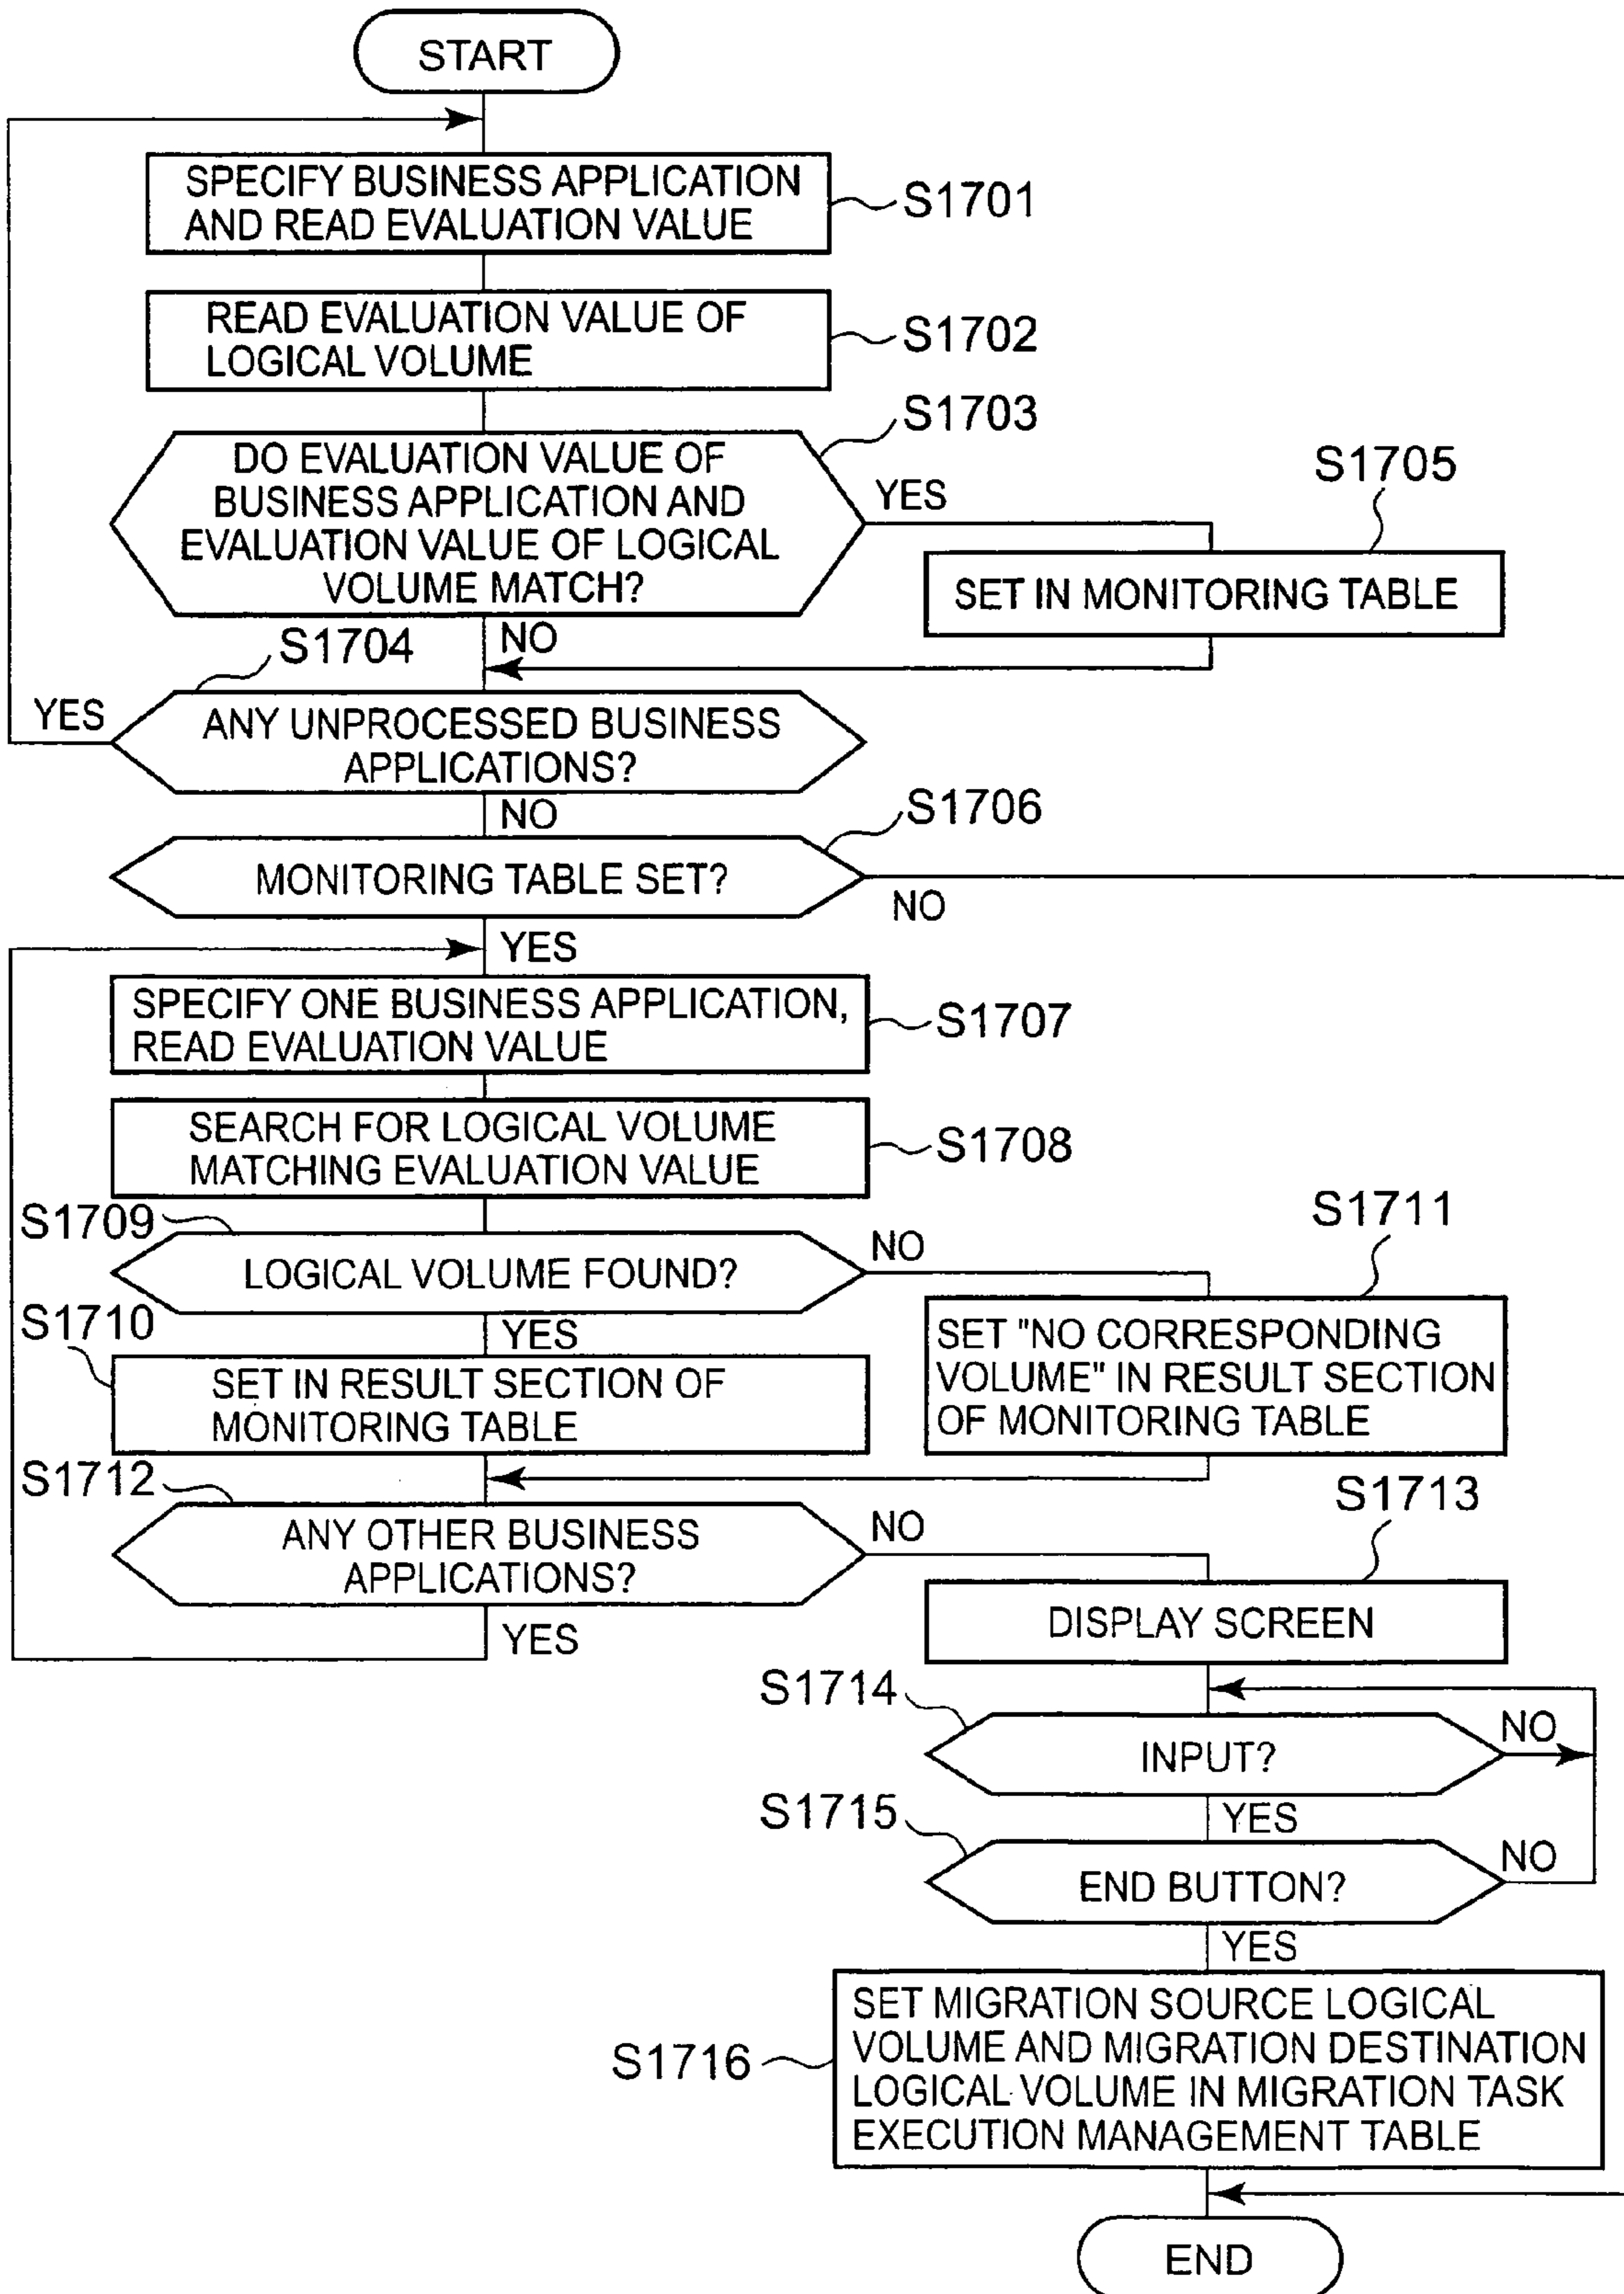 START
SPECIFY BUSINESS APPLICATION
AND READ EVALUATION VALUE
S1701
READ EVALUATION VALUE OF
LOGICAL VOLUME
S1702
S1703
DO EVALUATION VALUE OF
BUSINESS APPLICATION AND
EVALUATION VALUE OF LOGICAL
VOLUME MATCH?
YES
S1705
SET IN MONITORING TABLE
NO
S1704
YES
ANY UNPROCESSED BUSINESS
APPLICATIONS?
NO
S1706
MONITORING TABLE SET?
NO
YES
SPECIFY ONE BUSINESS APPLICATION,
READ EVALUATION VALUE
S1707
SEARCH FOR LOGICAL VOLUME
MATCHING EVALUATION VALUE
S1708
S1709
LOGICAL VOLUME FOUND?
NO
S1711
SET "NO CORRESPONDING
VOLUME" IN RESULT SECTION
OF MONITORING TABLE
YES
S1710
SET IN RESULT SECTION OF
MONITORING TABLE
S1712
ANY OTHER BUSINESS
APPLICATIONS?
NO
YES
S1713
DISPLAY SCREEN
S1714
INPUT?
NO
YES
S1715
END BUTTON?
NO
YES
S1716
SET MIGRATION SOURCE LOGICAL
VOLUME AND MIGRATION DESTINATION
LOGICAL VOLUME IN MIGRATION TASK
EXECUTION MANAGEMENT TABLE
END